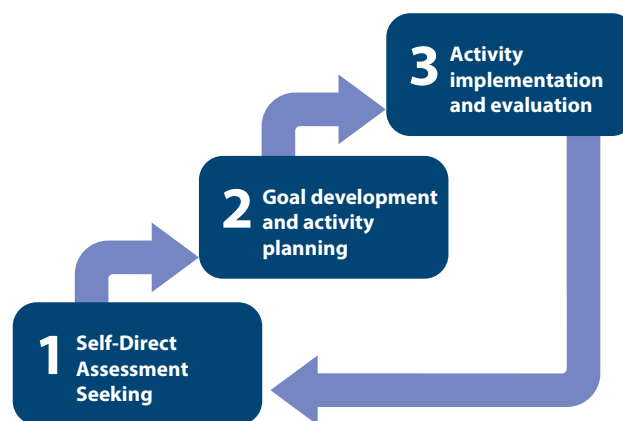 3 Activity
implementation
and evaluation
2 Goal development
and activity
planning
1 Self-Direct
Assessment
Seeking